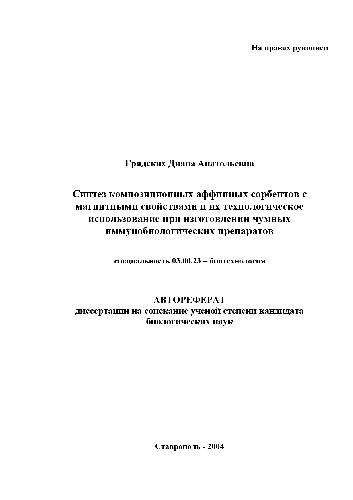 На правах рукописи
Грядских Диана Анатольевна
Синтез композиционных аффинных сорбентов с
магнитными свойствами и их технологическое
использование при изготовлении чумных
иммунобиологических препаратов
специальность 03.00.23 – биотехнология
АВТОРЕФЕРАТ
диссертации на соискание ученой степени кандидата
биологических наук
Ставрополь - 2004